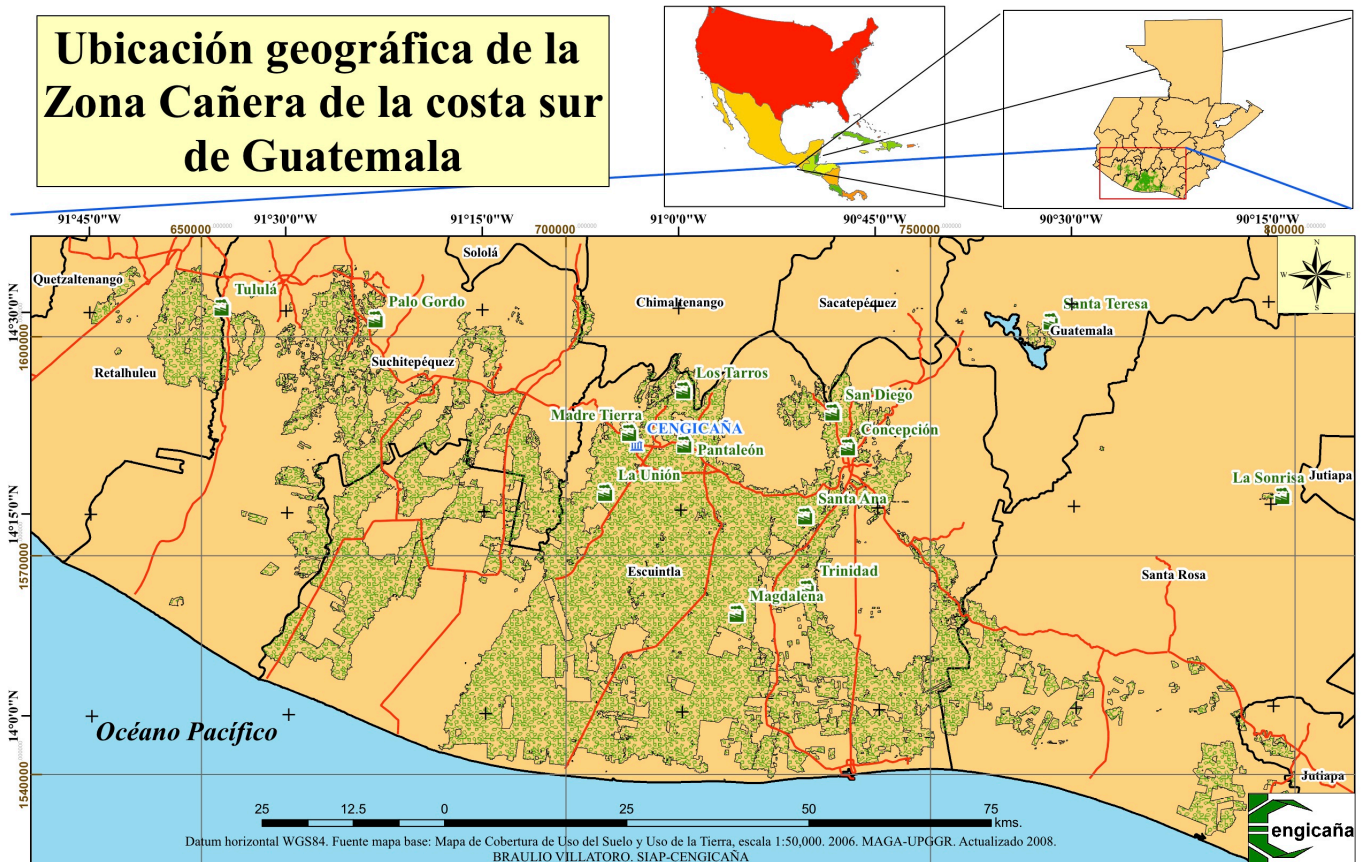 Ubicación geográfica de la
Zona Cañera de la costa sur
de Guatemala
91°45'0"W
91°30'0"W
91°15'0"W
91°0'0"W
90°45'0"W
90°30'0"W
90°15'0"W
650000
700000
750000
800000
N
W
E
S
14°30'0"N
1600000
14°15'0"N
1570000
14°0'0"N
1540000
Quetzaltenango
Sololá
Tululá
Palo Gordo
Chimaltenango
Sacatepéquez
Santa Teresa
Guatemala
Retalhuleu
Suchitepéquez
Los Tarros
San Diego
Madre Tierra
CENGICAÑA
Concepción
Pantaleón
La Unión
La Sonrisa
Jutiapa
Santa Ana
Escuintla
Trinidad
Santa Rosa
Magdalena
Océano Pacífico
Jutiapa
25
12.5
0
25
50
75
kms.
engicaña
Datum horizontal WGS84. Fuente mapa base: Mapa de Cobertura de Uso del Suelo y Uso de la Tierra, escala 1:50,000. 2006. MAGA-UPGGR. Actualizado 2008.
BRAULIO VILLATORO. SIAP-CENGICAÑA